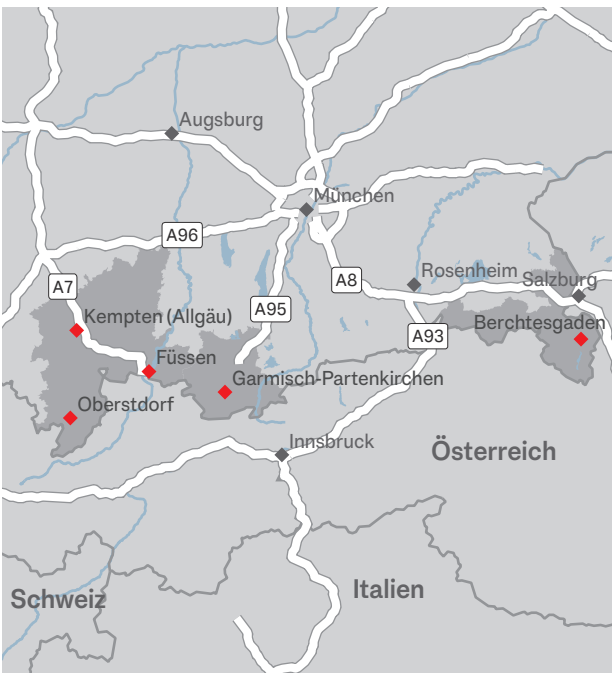 Augsburg
München
A96
Rosenheim
A8
Salzburg
A7
A95
Kempten (Allgäu)
Berchtesgaden
A93
Füssen
Garmisch-Partenkirchen
Oberstdorf
Innsbruck
Österreich
Italien
Schweiz